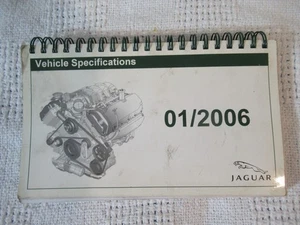 Vehicle Specifications
01/2006
JAGUAR